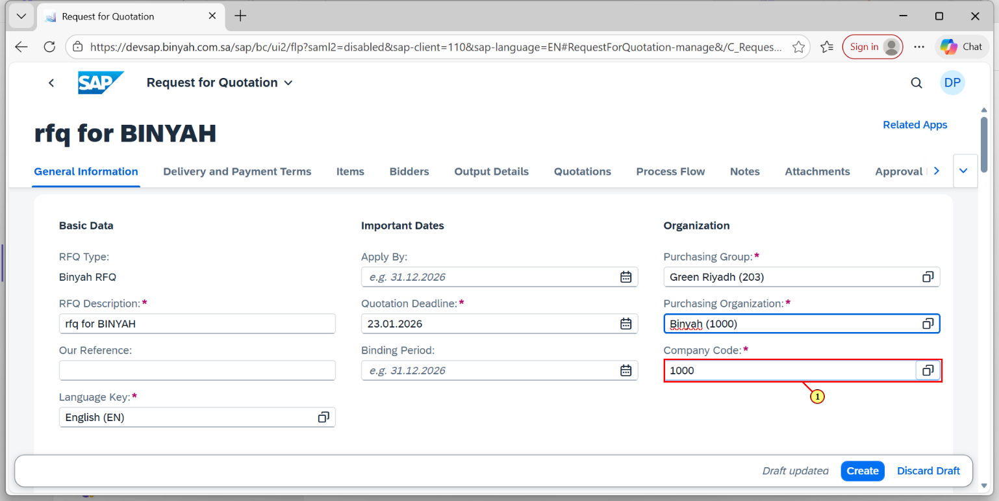 Request for Quotation
https://devsap.binyah.com.sa/sap/bc/ui2/flp?saml2=disabled&sap-client=110&sap-language=EN#RequestForQuotation-manage&/C_Reques...
Sign in
Chat
SAP
Request for Quotation
DP
rfq for BINYAH
Related Apps
General Information
Delivery and Payment Terms
Items
Bidders
Output Details
Quotations
Process Flow
Notes
Attachments
Approval
Basic Data
RFQ Type:
Binyah RFQ
RFQ Description:*
rfq for BINYAH
Our Reference:
Language Key:*
English (EN)
Important Dates
Apply By:
e.g. 31.12.2026
Quotation Deadline:*
23.01.2026
Binding Period:
e.g. 31.12.2026
Organization
Purchasing Group:*
Green Riyadh (203)
Purchasing Organization:*
Binyah (1000)
Company Code:*
1000
1
Draft updated
Create
Discard Draft